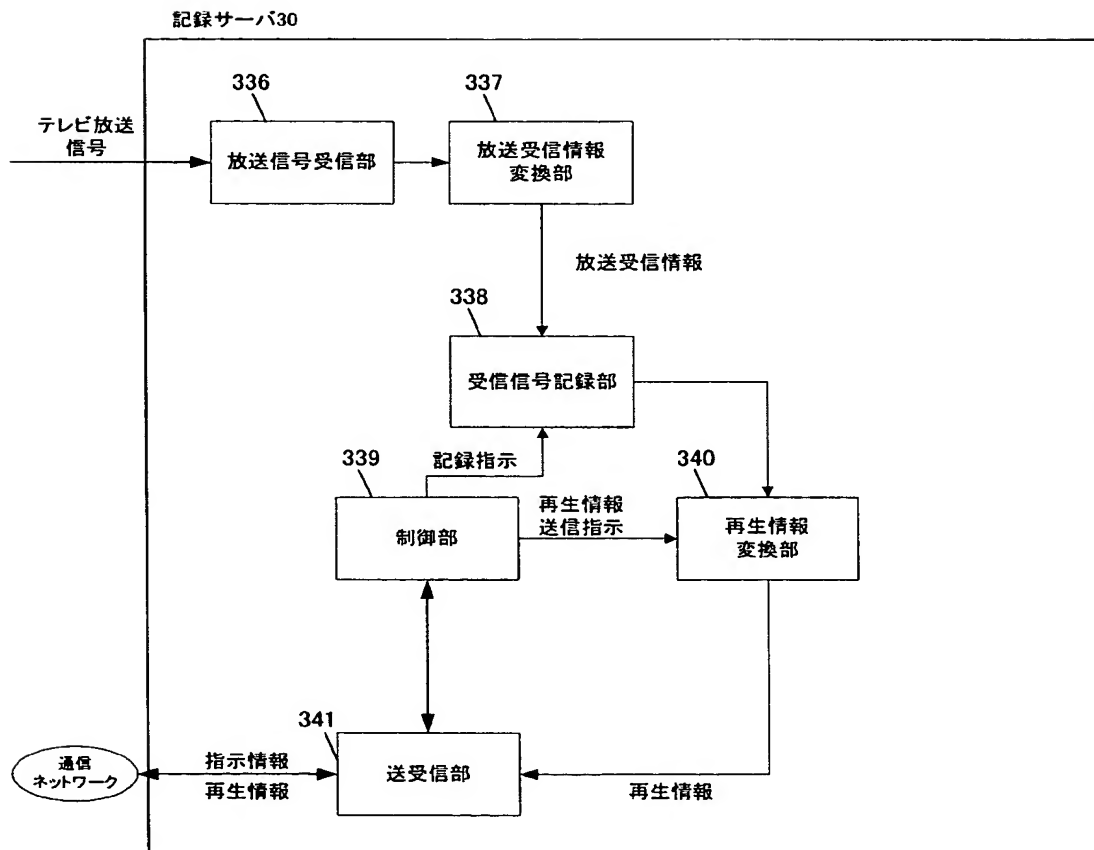 記録サーバ30
336
337
テレビ放送
信号
放送信号受信部
放送受信情報
変換部
放送受信情報
338
受信信号記録部
339
記録指示
340
制御部
再生情報
送信指示
再生情報
変換部
341
通信
ネットワーク
指示情報
再生情報
送受信部
再生情報